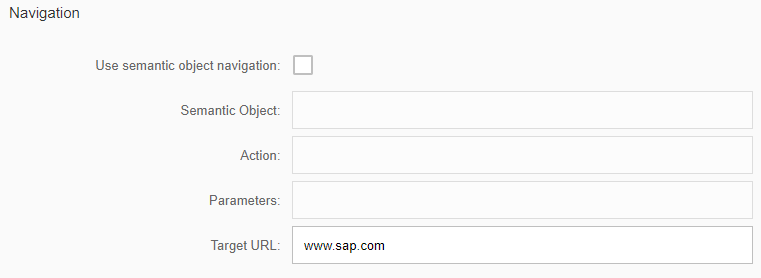 Navigation
Use semantic object navigation:
Semantic Object:
Action:
Parameters:
Target URL: www.sap.com